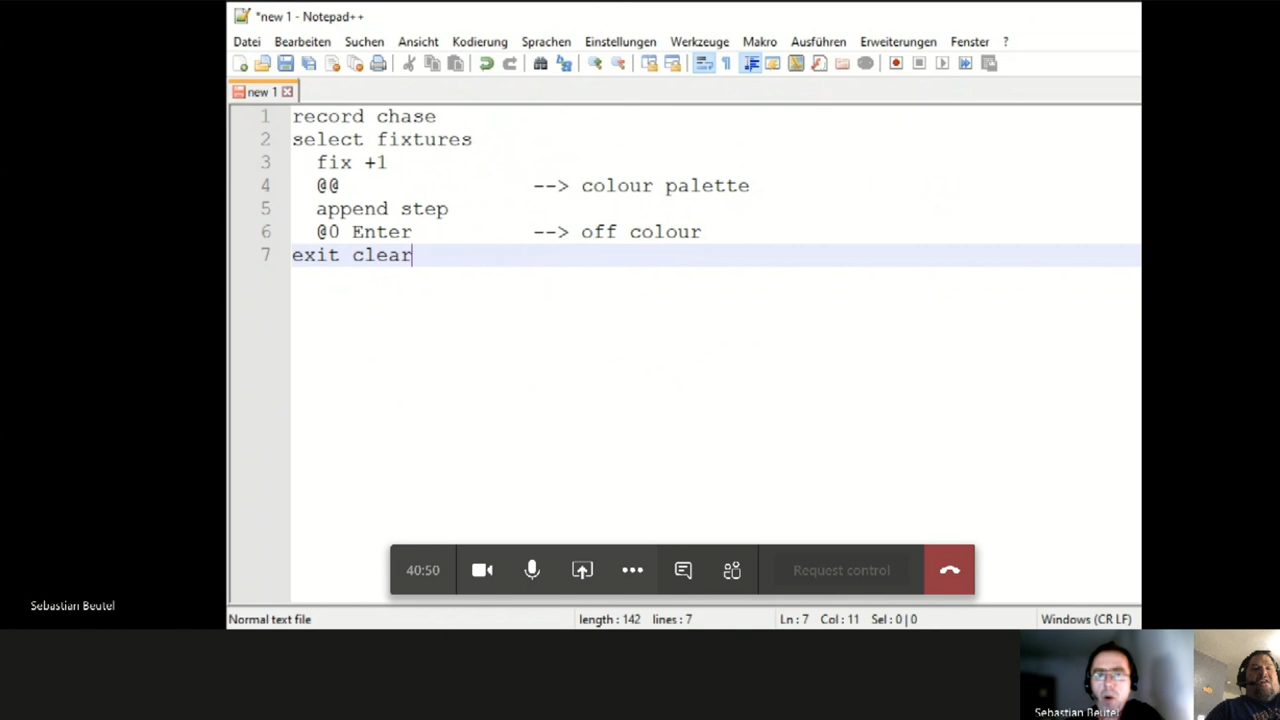 *new 1 - Notepad++
Datei Bearbeiten Suchen Ansicht Kodierung Sprachen Einstellungen Werkzeuge Makro Ausführen Erweiterungen Fenster ?
new 1
1 record chase
2 select fixtures
3 fix +1
4 @@ --> colour palette
5 append step
6 @0 Enter --> off colour
7 exit clear
40:50 Request control
Sebastian Beutel
Normal text file length : 142 lines : 7 Ln : 7 Col : 11 Sel : 0 | 0 Windows (CR LF)
Sebastian Beutel